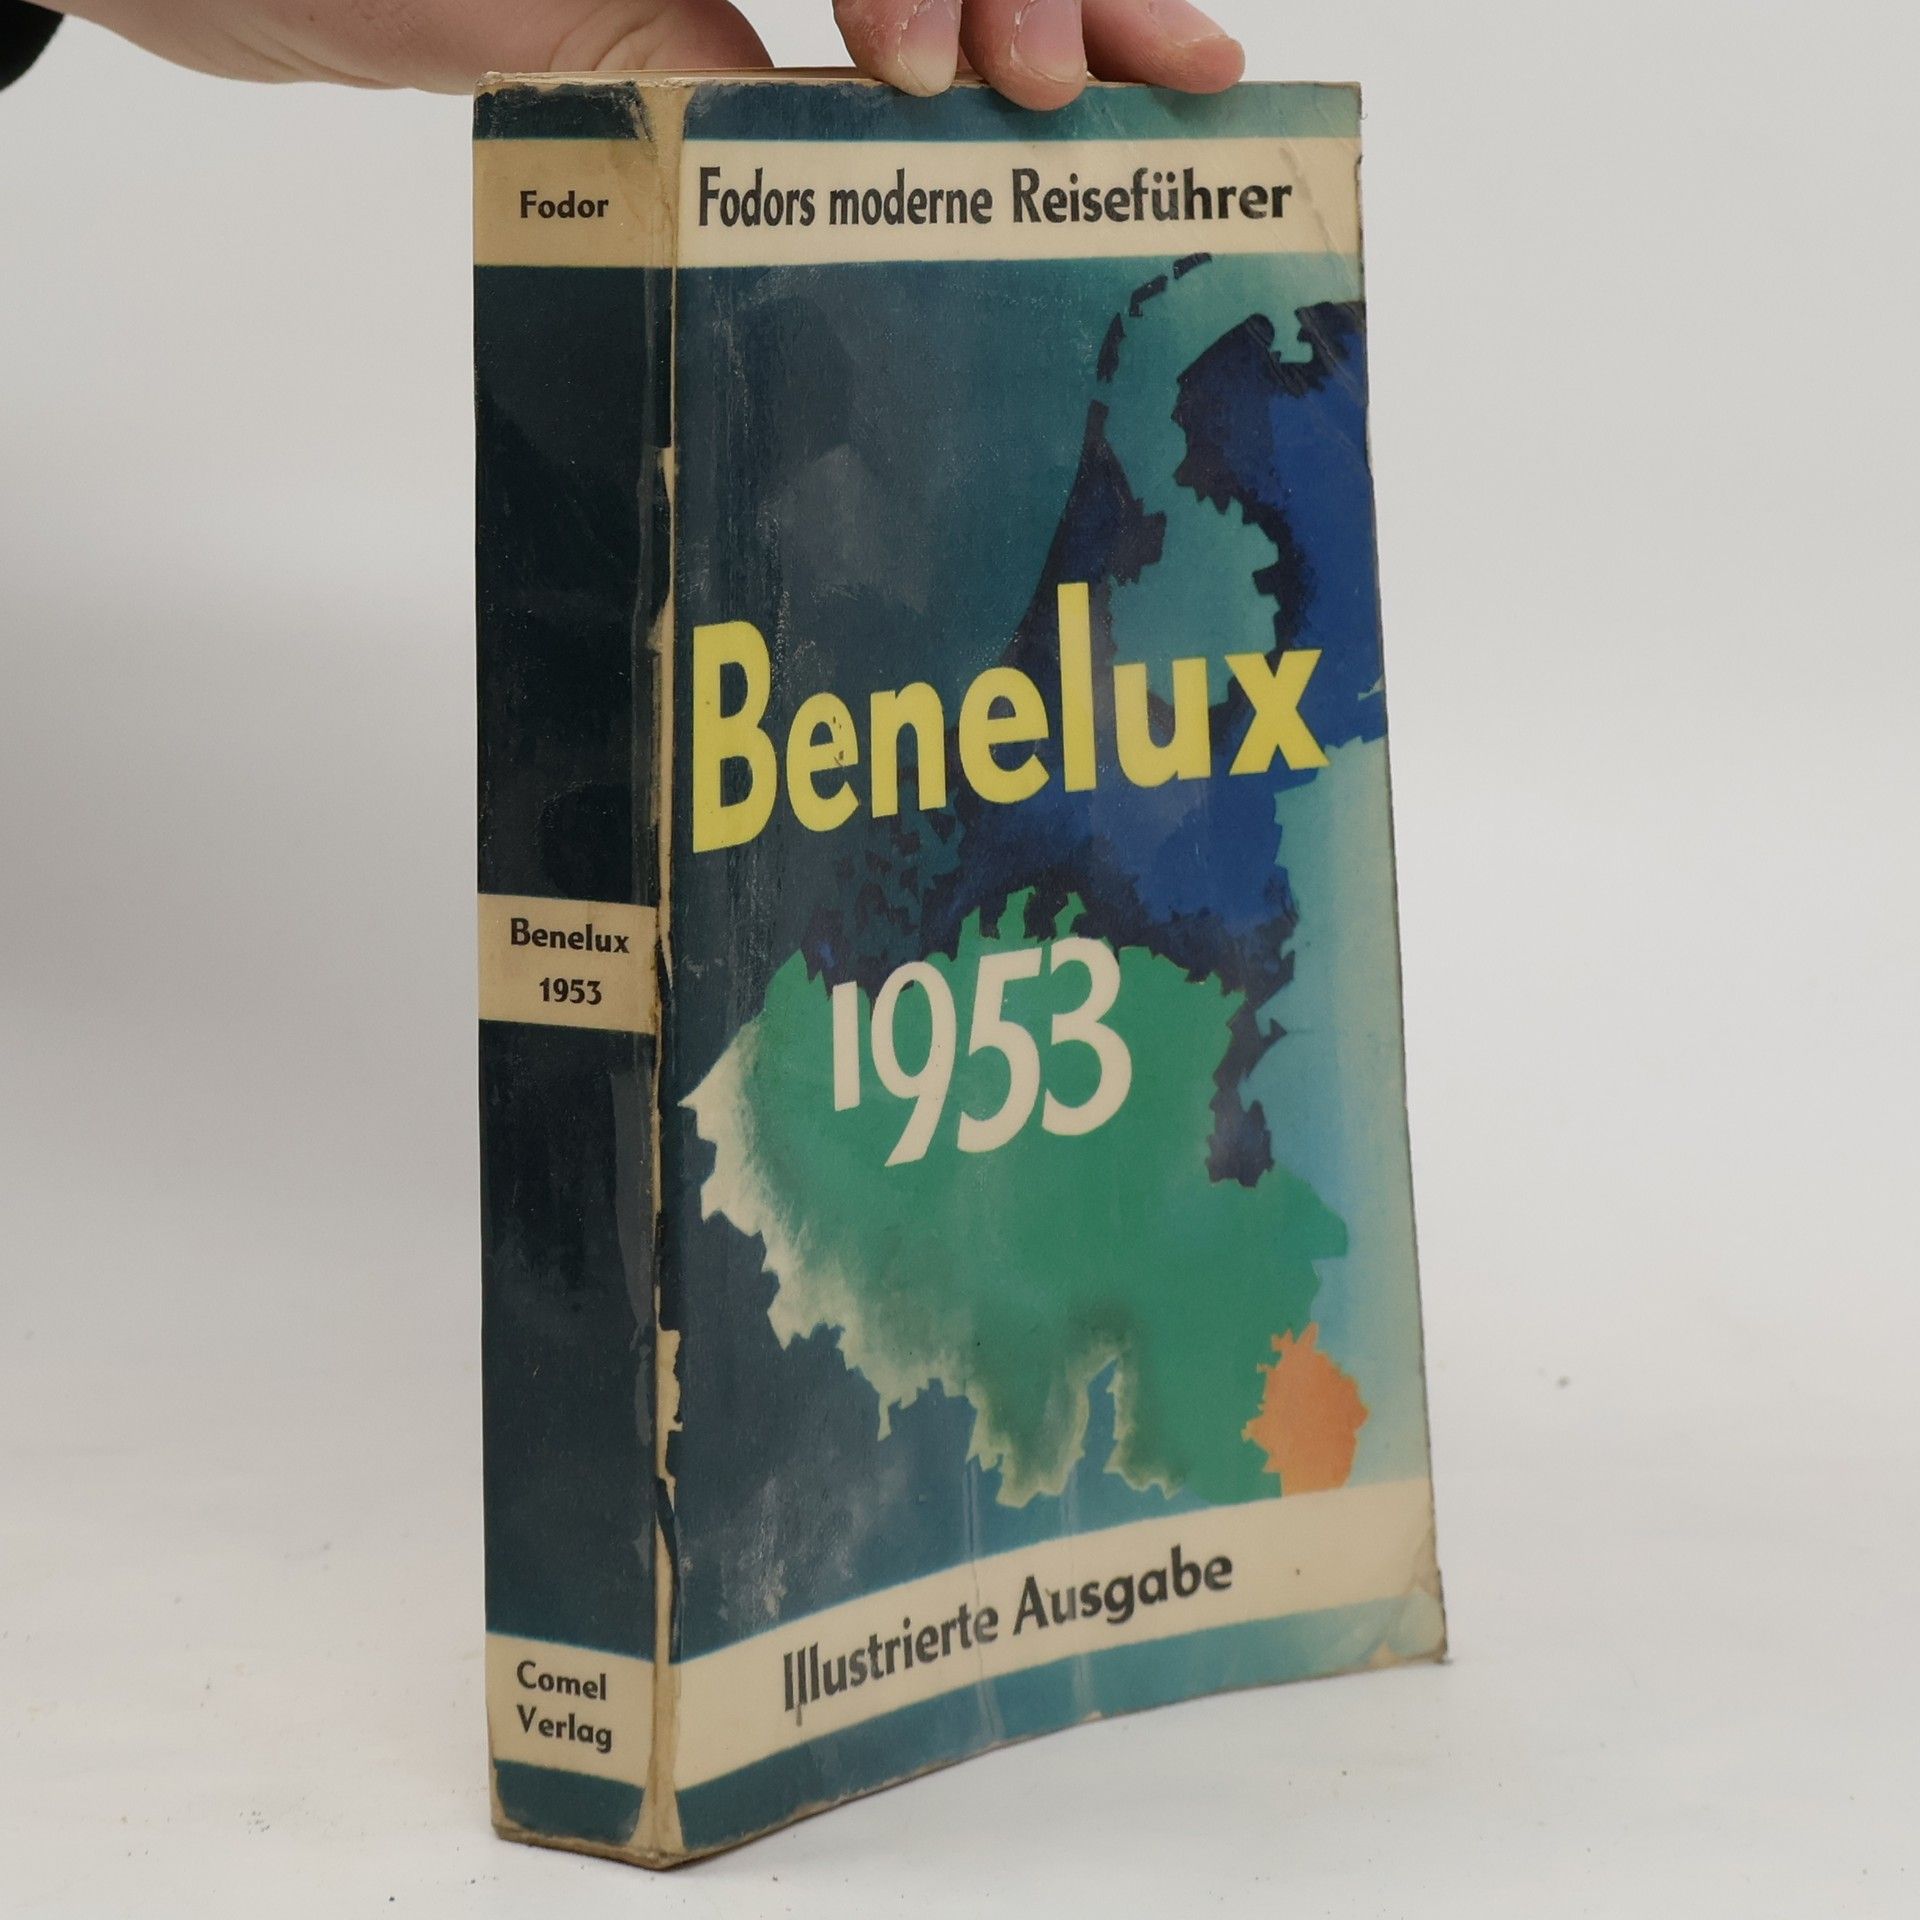 Fodor
Benelux
1953
Comel
Verlag
Fodors moderne Reiseführer
Benelux
1953
Illustrierte Ausgabe